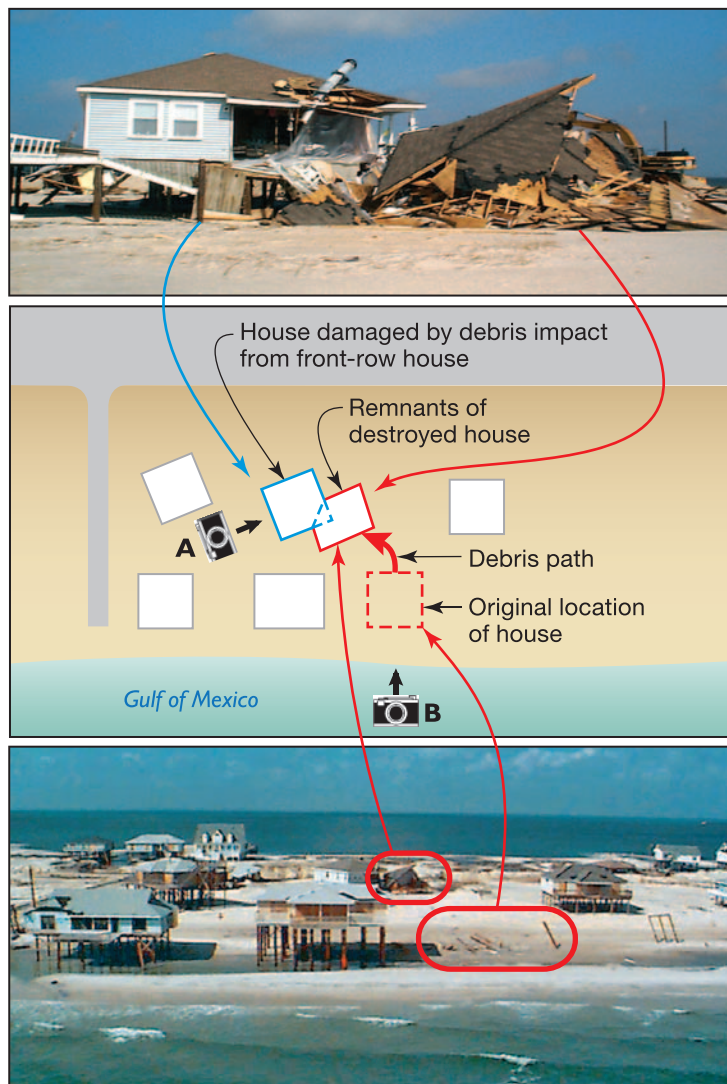 House damaged by debris impact
from front-row house
Remnants of
destroyed house
A
Debris path
Original location
of house
Gulf of Mexico
B